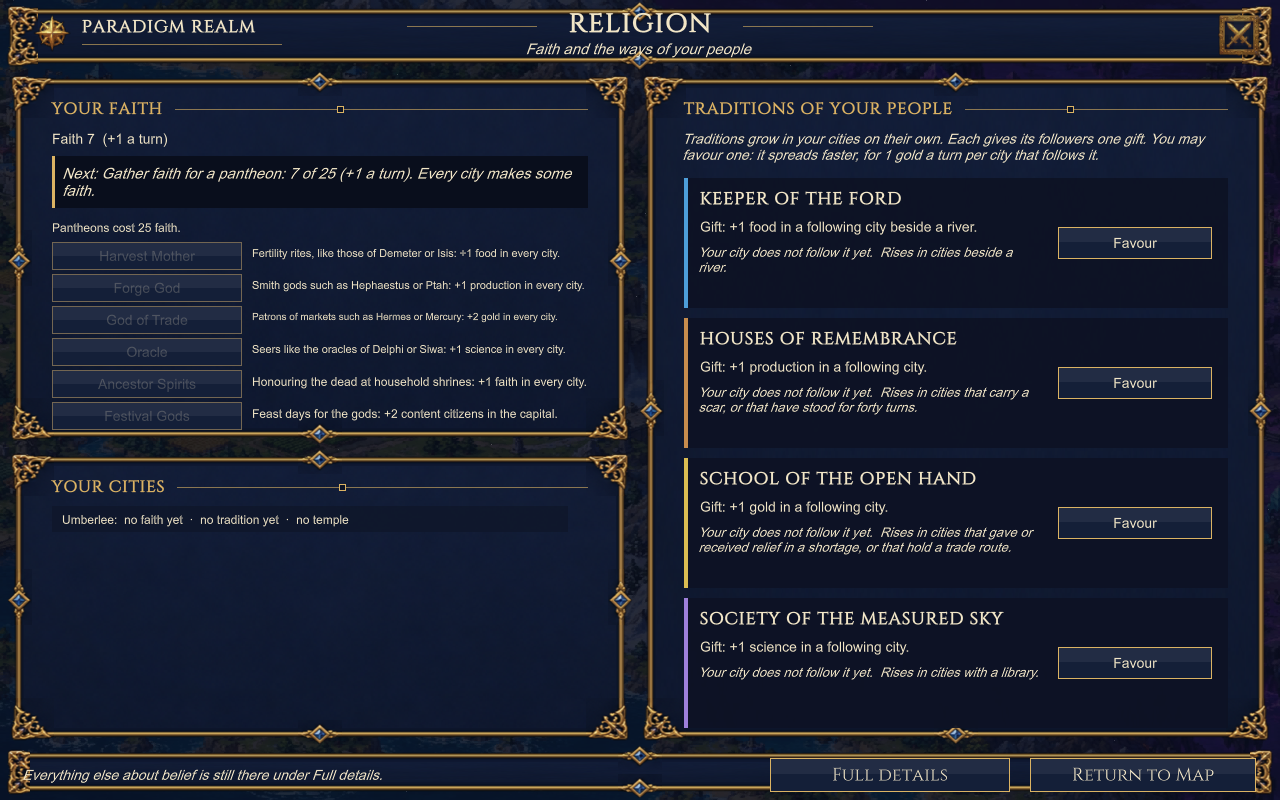 PARADIGM REALM
RELIGION
Faith and the ways of your people
YOUR FAITH
Faith 7 (+1 a turn)
Next: Gather faith for a pantheon: 7 of 25 (+1 a turn). Every city makes some
faith.
Pantheons cost 25 faith.
Harvest Mother
Fertility rites, like those of Demeter or Isis: +1 food in every city.
Forge God
Smith gods such as Hephaestus or Ptah: +1 production in every city.
God of Trade
Patrons of markets such as Hermes or Mercury: +2 gold in every city.
Oracle
Seers like the oracles of Delphi or Siwa: +1 science in every city.
Ancestor Spirits
Honouring the dead at household shrines: +1 faith in every city.
Festival Gods
Feast days for the gods: +2 content citizens in the capital.
YOUR CITIES
Umberlee: no faith yet · no tradition yet · no temple
TRADITIONS OF YOUR PEOPLE
Traditions grow in your cities on their own. Each gives its followers one gift. You may
favour one: it spreads faster, for 1 gold a turn per city that follows it.
KEEPER OF THE FORD
Gift: +1 food in a following city beside a river.
Your city does not follow it yet. Rises in cities beside a
river.
Favour
HOUSES OF REMEMBRANCE
Gift: +1 production in a following city.
Your city does not follow it yet. Rises in cities that carry a
scar, or that have stood for forty turns.
Favour
SCHOOL OF THE OPEN HAND
Gift: +1 gold in a following city.
Your city does not follow it yet. Rises in cities that gave or
received relief in a shortage, or that hold a trade route.
Favour
SOCIETY OF THE MEASURED SKY
Gift: +1 science in a following city.
Your city does not follow it yet. Rises in cities with a library.
Favour
Everything else about belief is still there under Full details.
FULL DETAILS
RETURN TO MAP